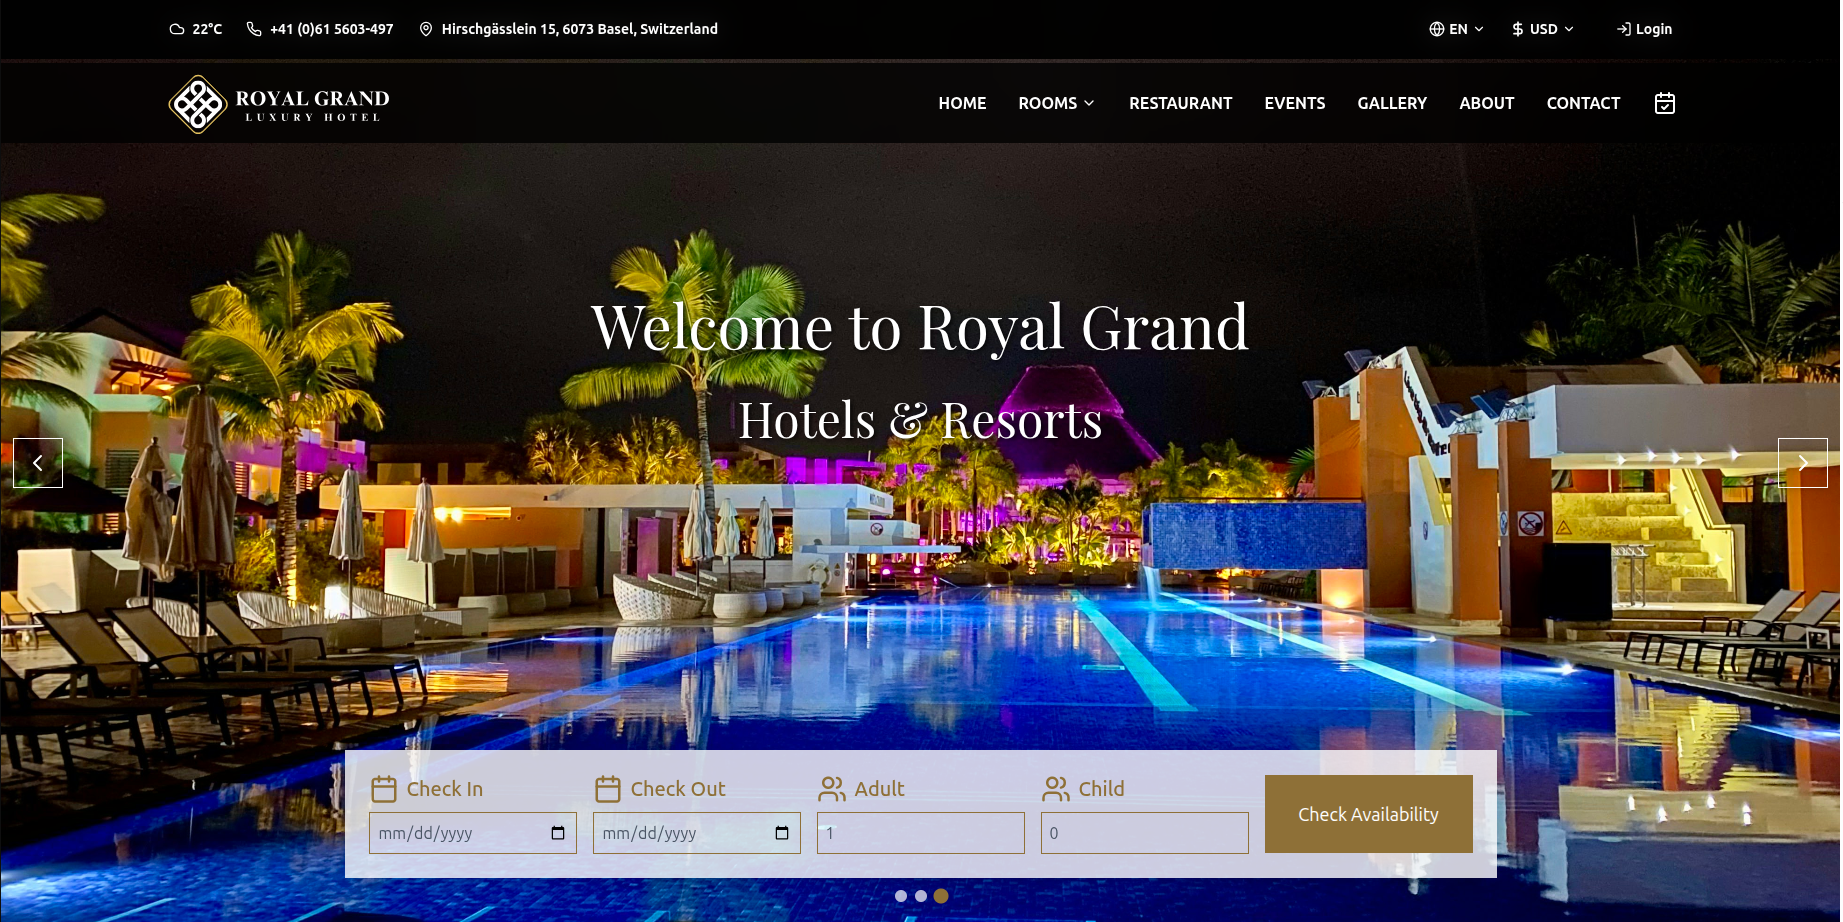 22°C +41 (0)61 5603-497 Hirschgässlein 15, 6073 Basel, Switzerland EN USD Login
ROYAL GRAND
LUXURY HOTEL
HOME ROOMS RESTAURANT EVENTS GALLERY ABOUT CONTACT
Welcome to Royal Grand
Hotels & Resorts
Check In Check Out Adult Child
mm/dd/yyyy mm/dd/yyyy 1 0
Check Availability